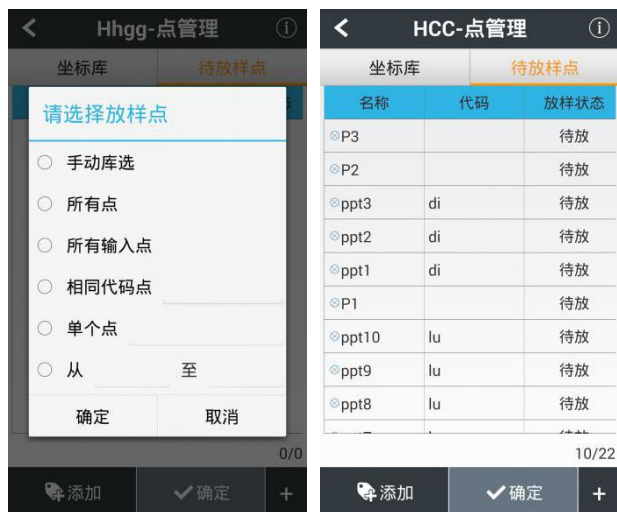 Hhgg-点管理
坐标库
待放样点
请选择放样点
手动库选
所有点
所有输入点
相同代码点
单个点
从 至
确定 取消
0/0
添加 确定 +
HCC-点管理
坐标库 待放样点
名称 代码 放样状态
P3 待放
P2 待放
ppt3 di 待放
ppt2 di 待放
ppt1 di 待放
P1 待放
ppt10 lu 待放
ppt9 lu 待放
ppt8 lu 待放
10/22
添加 确定 +